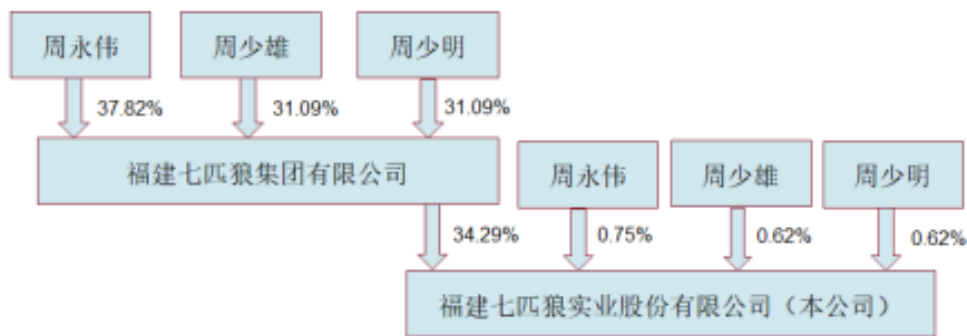 周永伟
周少雄
周少明
37.82%
31.09%
31.09%
福建七匹狼集团有限公司
周永伟
周少雄
周少明
34.29%
0.75%
0.62%
0.62%
福建七匹狼实业股份有限公司（本公司）